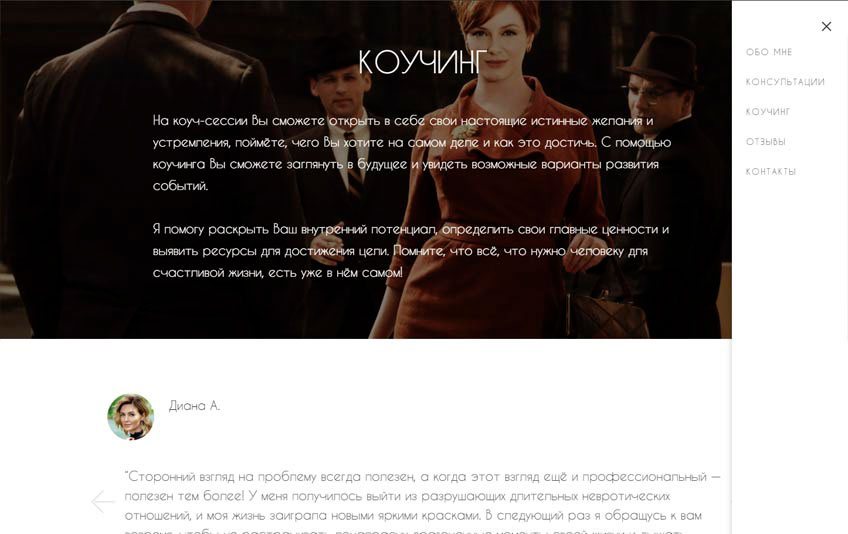 КОУЧИНГ
На коуч-сессии Вы сможете открыть в себе свои настоящие истинные желания и
устремления, поймёте, чего Вы хотите на самом деле и как это достичь. С помощью
коучинга Вы сможете заглянуть в будущее и увидеть возможные варианты развития
событий.
Я помогу раскрыть Ваш внутренний потенциал, определить свои главные ценности и
выявить ресурсы для достижения цели. Помните, что всё, что нужно человеку для
счастливой жизни, есть уже в нём самом!
ОБО МНЕ
КОНСУЛЬТАЦИИ
КОУЧИНГ
ОТЗЫВЫ
КОНТАКТЫ
Диана А.
"Сторонний взгляд на проблему всегда полезен, а когда этот взгляд ещё и профессиональный —
полезен тем более! У меня получилось выйти из разрушающих длительных невротических
отношений, и моя жизнь заиграла новыми яркими красками. В следующий раз я обращусь к вам